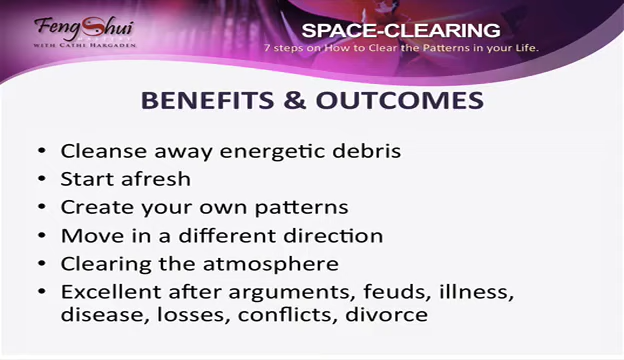 Feng Shui
WITH CATHE HARGADEN
SPACE-CLEARING
7 steps on How to Clear the Patterns in your Life.
BENEFITS & OUTCOMES
• Cleanse away energetic debris
• Start afresh
• Create your own patterns
• Move in a different direction
• Clearing the atmosphere
• Excellent after arguments, feuds, illness,
disease, losses, conflicts, divorce